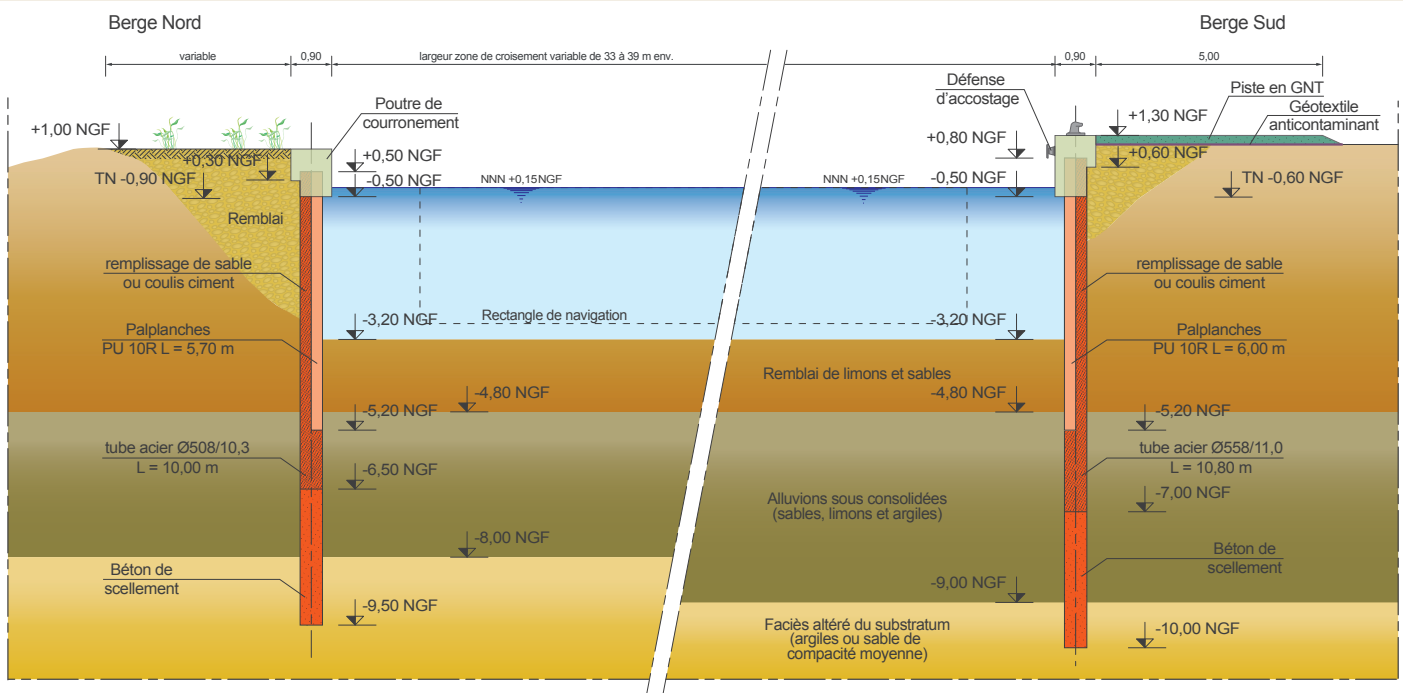 Berge Nord
Berge Sud
variable
0,90
largeur zone de croisement variable de 33 à 39 m env.
0,90
5,00
Défense
d'accostage
Piste en GNT
Géotextile
anticontaminant
Poutre de
couronnement
+1,00 NGF
+0,30 NGF
TN -0,90 NGF
+0,50 NGF
-0,50 NGF
NNN +0,15NGF
NNN +0,15NGF
+0,80 NGF
-0,50 NGF
+1,30 NGF
+0,60 NGF
TN -0,60 NGF
Remblai
remplissage de sable
ou coulis ciment
remplissage de sable
ou coulis ciment
Rectangle de navigation
-3,20 NGF
-3,20 NGF
Palplanches
PU 10R L = 5,70 m
Palplanches
PU 10R L = 6,00 m
Remblai de limons et sables
-4,80 NGF
-4,80 NGF
-5,20 NGF
-5,20 NGF
tube acier Ø508/10,3
L = 10,00 m
tube acier Ø558/11,0
L = 10,80 m
-6,50 NGF
-7,00 NGF
Alluvions sous consolidées
(sables, limons et argiles)
-8,00 NGF
Béton de
scellement
Béton de
scellement
-9,00 NGF
-9,50 NGF
Faciès altéré du substratum
(argiles ou sable de
compacité moyenne)
-10,00 NGF